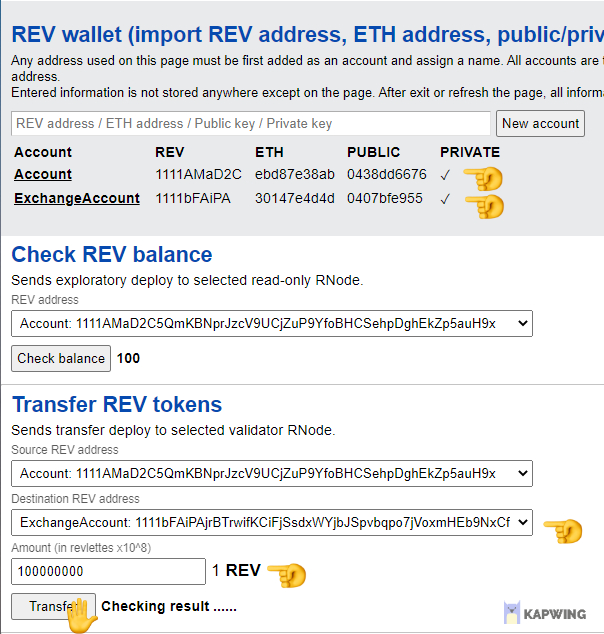 REV wallet (import REV address, ETH address, public/priv
Any address used on this page must be first added as an account and assign a name. All accounts are
address.
Entered information is not stored anywhere except on the page. After exit or refresh the page, all informa
REV address / ETH address / Public key / Private key New account
Account REV ETH PUBLIC PRIVATE
Account 1111AMaD2C ebd87e38ab 0438dd6676 ✓
ExchangeAccount 1111bFAiPA 30147e4d4d 0407bfe955 ✓
Check REV balance
Sends exploratory deploy to selected read-only RNode.
REV address
Account: 1111AMaD2C5QmKBNprJzcV9UCjZuP9YfoBHCSehpDghEkZp5auH9x
Check balance 100
Transfer REV tokens
Sends transfer deploy to selected validator RNode.
Source REV address
Account: 1111AMaD2C5QmKBNprJzcV9UCjZuP9YfoBHCSehpDghEkZp5auH9x
Destination REV address
ExchangeAccount: 1111bFAiPAjrBTrwifKCiFjSsdxWYjbJSpvbqpo7jVoxmHEb9NxCf
Amount (in revlettes x10^8)
100000000 1 REV
Transfer Checking result ......
KAPWING